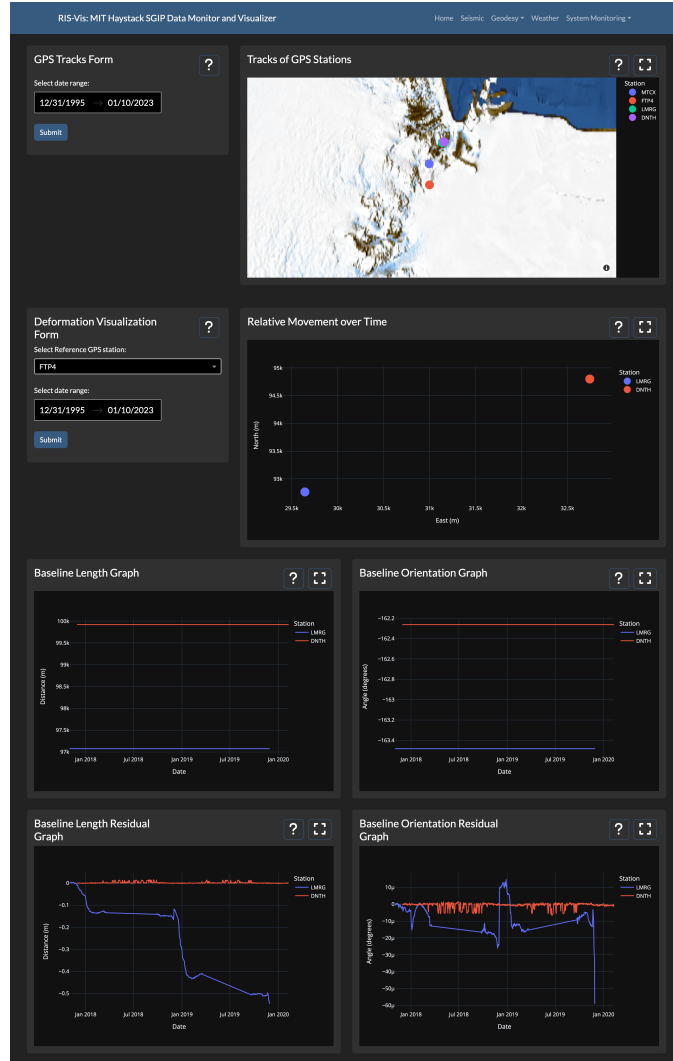 RIS-Vis: MIT Haystack SGIP Data Monitor and Visualizer
Home Seismic Geodesy Weather System Monitoring
GPS Tracks Form
?
Select date range:
12/31/1995 → 01/10/2023
Submit
Tracks of GPS Stations
?
Station
MTCX
FTP4
LMRG
DNTH
Deformation Visualization
Form
?
Select Reference GPS station:
FTP4
Select date range:
12/31/1995 → 01/10/2023
Submit
Relative Movement over Time
?
Station
LMRG
DNTH
95k
94.5k
94k
93.5k
93k
North (m)
29.5k 30k 30.5k 31k 31.5k 32k 32.5k
East (m)
Baseline Length Graph
?
Station
LMRG
DNTH
100k
99.5k
99k
98.5k
98k
97.5k
97k
Distance (m)
Jan 2018 Jul 2018 Jan 2019 Jul 2019 Jan 2020
Date
Baseline Orientation Graph
?
Station
LMRG
DNTH
−162.2
−162.4
−162.6
−162.8
−163
−163.2
−163.4
Angle (degrees)
Jan 2018 Jul 2018 Jan 2019 Jul 2019 Jan 2020
Date
Baseline Length Residual
Graph
?
Station
LMRG
DNTH
0
−0.1
−0.2
−0.3
−0.4
−0.5
Distance (m)
Jan 2018 Jul 2018 Jan 2019 Jul 2019 Jan 2020
Date
Baseline Orientation Residual
Graph
?
Station
LMRG
DNTH
10μ
0
−10μ
−20μ
−30μ
−40μ
−50μ
−60μ
Angle (degrees)
Jan 2018 Jul 2018 Jan 2019 Jul 2019 Jan 2020
Date